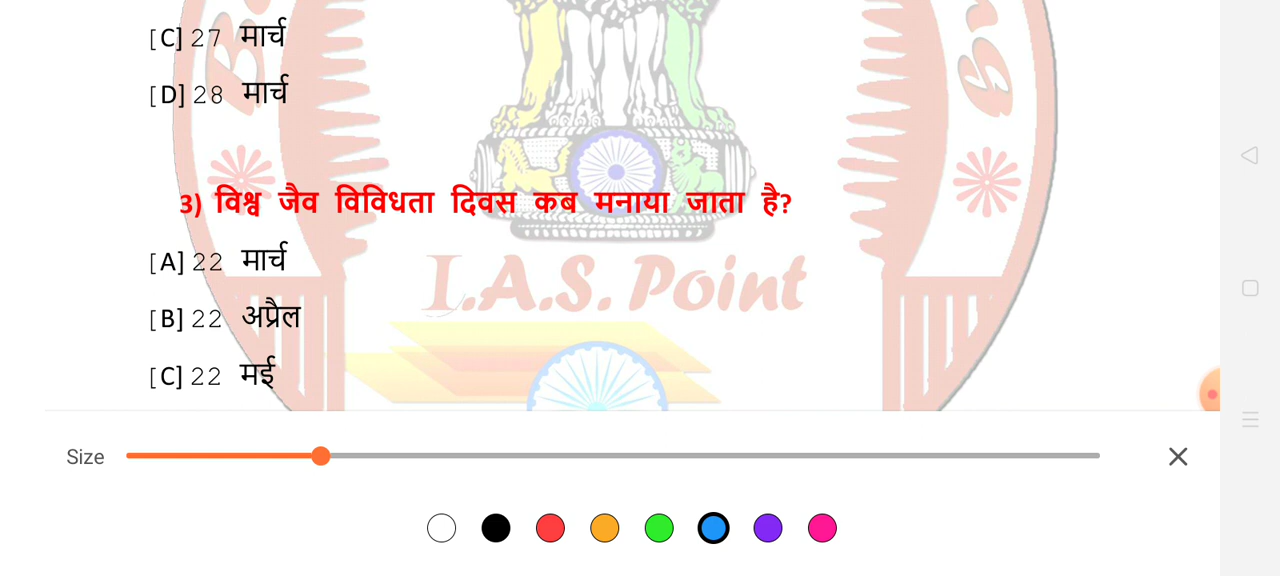 [C] 27 मार्च
[D] 28 मार्च
3) विश्व जैव विविधता दिवस कब मनाया जाता है?
[A] 22 मार्च
I.A.S. Point
[B] 22 अप्रैल
[C] 22 मई
Size